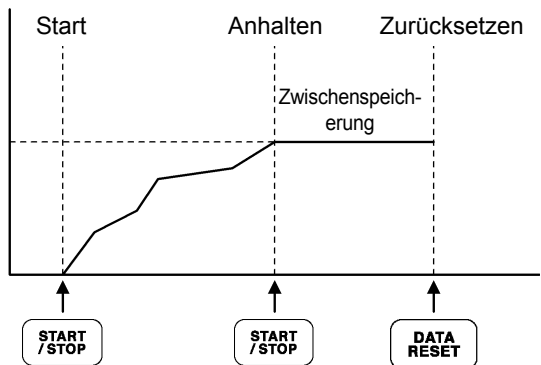 Start Anhalten Zurücksetzen
Zwischenspeich-
erung
START
/STOP
START
/STOP
DATA
RESET